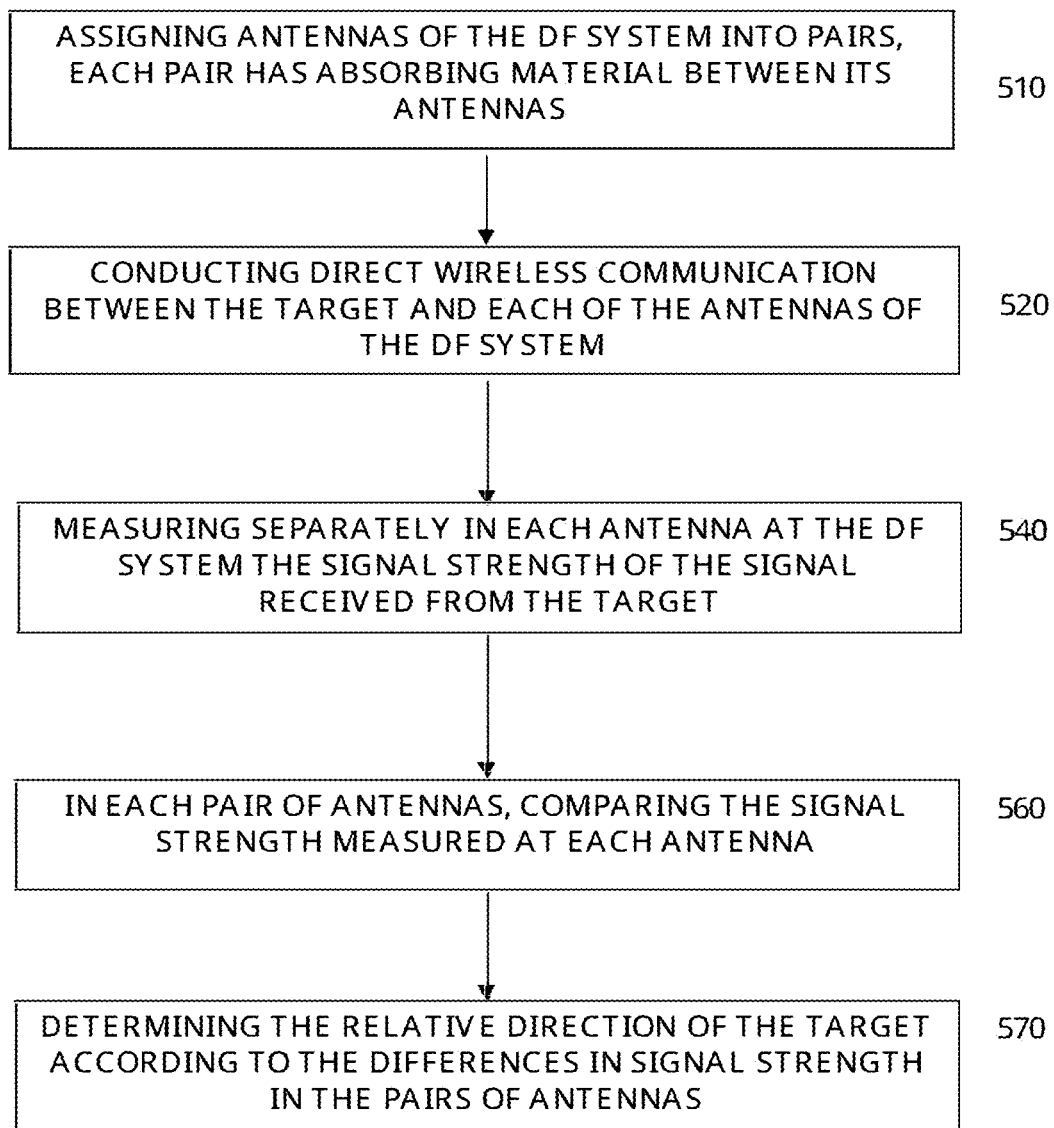 ASSIGNING ANTENNAS OF THE DF SYSTEM INTO PAIRS,
EACH PAIR HAS ABSORBING MATERIAL BETWEEN ITS
ANTENNAS
510
CONDUCTING DIRECT WIRELESS COMMUNICATION
BETWEEN THE TARGET AND EACH OF THE ANTENNAS OF
THE DF SYSTEM
520
MEASURING SEPARATELY IN EACH ANTENNA AT THE DF
SYSTEM THE SIGNAL STRENGTH OF THE SIGNAL
RECEIVED FROM THE TARGET
540
IN EACH PAIR OF ANTENNAS, COMPARING THE SIGNAL
STRENGTH MEASURED AT EACH ANTENNA
560
DETERMINING THE RELATIVE DIRECTION OF THE TARGET
ACCORDING TO THE DIFFERENCES IN SIGNAL STRENGTH
IN THE PAIRS OF ANTENNAS
570